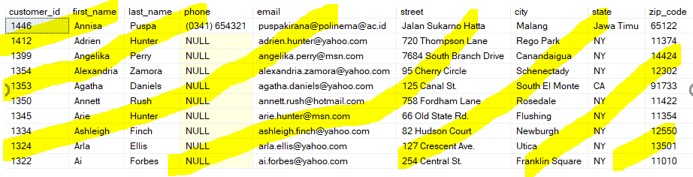 customer_id first_name last_name phone email street city state zip_code
1446 Annisa Puspa (0341) 654321 puspakirana@polinema@ac.id Jalan Sukarno Hatta Malang Jawa Timu 65122
1412 Adrien Hunter NULL adrien.hunter@yahoo.com 720 Thompson Lane Rego Park NY 11374
1399 Angelika Perry NULL angelika.perry@msn.com 7684 South Branch Drive Canandaigua NY 14424
1354 Alexandria Zamora NULL alexandria.zamora@yahoo.com 95 Cherry Circle Schenectady NY 12302
1353 Agatha Daniels NULL agatha.daniels@yahoo.com 125 Canal St. South El Monte CA 91733
1350 Annett Rush NULL annett.rush@hotmail.com 758 Fordham Lane Rosedale NY 11422
1345 Arie Hunter NULL arie.hunter@msn.com 66 Old State Rd. Flushing NY 11354
1334 Ashleigh Finch NULL ashleigh.finch@yahoo.com 82 Hudson Court Newburgh NY 12550
1324 Arla Ellis NULL arla.ellis@yahoo.com 127 Crescent Ave. Utica NY 13501
1322 Ai Forbes NULL ai.forbes@yahoo.com 254 Central St. Franklin Square NY 11010